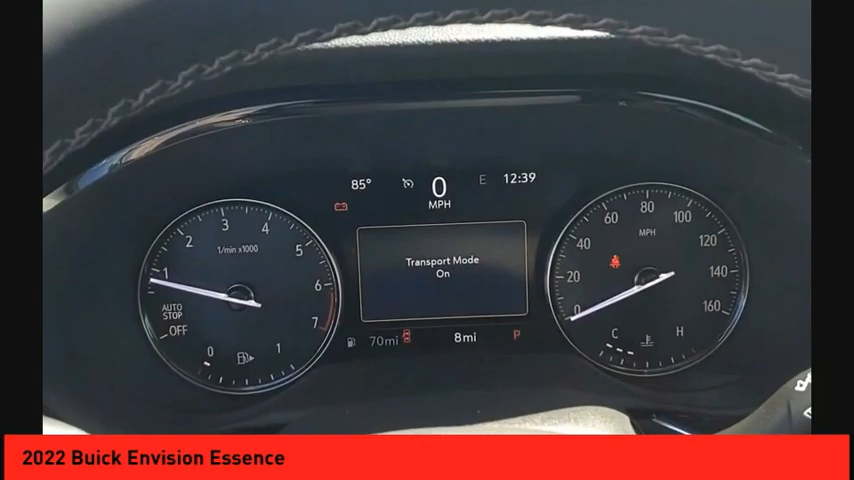 85° 0 E 12:39
MPH
1 2 3 4 5 6 7
1/min x1000
AUTO
STOP
OFF
0 1
Transport Mode
On
70mi 8mi P
0 20 40 60 80 100 120 140 160
MPH
C H
2022 Buick Envision Essence